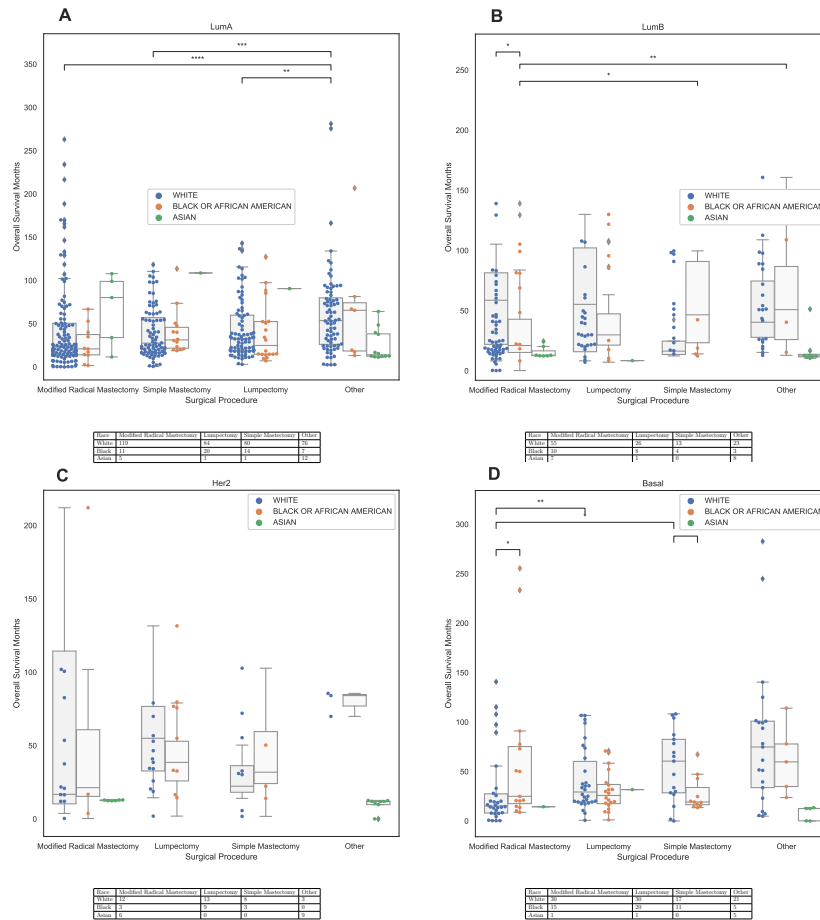 A
LumA
***
****
**
350
300
250
200
150
100
50
0
Overall Survival Months
WHITE
BLACK OR AFRICAN AMERICAN
ASIAN
Modified Radical Mastectomy Simple Mastectomy Lumpectomy Other
Surgical Procedure
Race Modified Radical Mastectomy Lumpectomy Simple Mastectomy Other
White 119 84 80 76
Black 11 20 14 7
Asian 5 1 1 12
B
LumB
*
**
*
250
200
150
100
50
0
Overall Survival Months
WHITE
BLACK OR AFRICAN AMERICAN
ASIAN
Modified Radical Mastectomy Lumpectomy Simple Mastectomy Other
Surgical Procedure
Race Modified Radical Mastectomy Lumpectomy Simple Mastectomy Other
White 55 26 13 23
Black 10 8 4 3
Asian 7 1 0 8
C
Her2
200
150
100
50
0
Overall Survival Months
WHITE
BLACK OR AFRICAN AMERICAN
ASIAN
Modified Radical Mastectomy Lumpectomy Simple Mastectomy Other
Surgical Procedure
Race Modified Radical Mastectomy Lumpectomy Simple Mastectomy Other
White 12 13 8 3
Black 3 9 3 0
Asian 6 0 0 9
D
Basal
**
*
*
300
250
200
150
100
50
0
Overall Survival Months
WHITE
BLACK OR AFRICAN AMERICAN
ASIAN
Modified Radical Mastectomy Lumpectomy Simple Mastectomy Other
Surgical Procedure
Race Modified Radical Mastectomy Lumpectomy Simple Mastectomy Other
White 30 30 17 21
Black 15 20 11 5
Asian 1 1 0 5